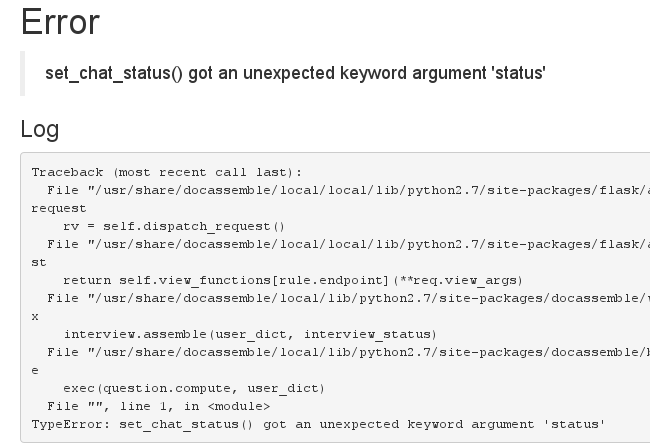 Error
set_chat_status() got an unexpected keyword argument 'status'
Log
Traceback (most recent call last):
  File "/usr/share/docassemble/local/local/lib/python2.7/site-packages/flask/
request
    rv = self.dispatch_request()
  File "/usr/share/docassemble/local/local/lib/python2.7/site-packages/flask/
st
    return self.view_functions[rule.endpoint](**req.view_args)
  File "/usr/share/docassemble/local/local/lib/python2.7/site-packages/docassemble/
x
    interview.assemble(user_dict, interview_status)
  File "/usr/share/docassemble/local/local/lib/python2.7/site-packages/docassemble/
e
    exec(question.compute, user_dict)
  File "", line 1, in <module>
TypeError: set_chat_status() got an unexpected keyword argument 'status'